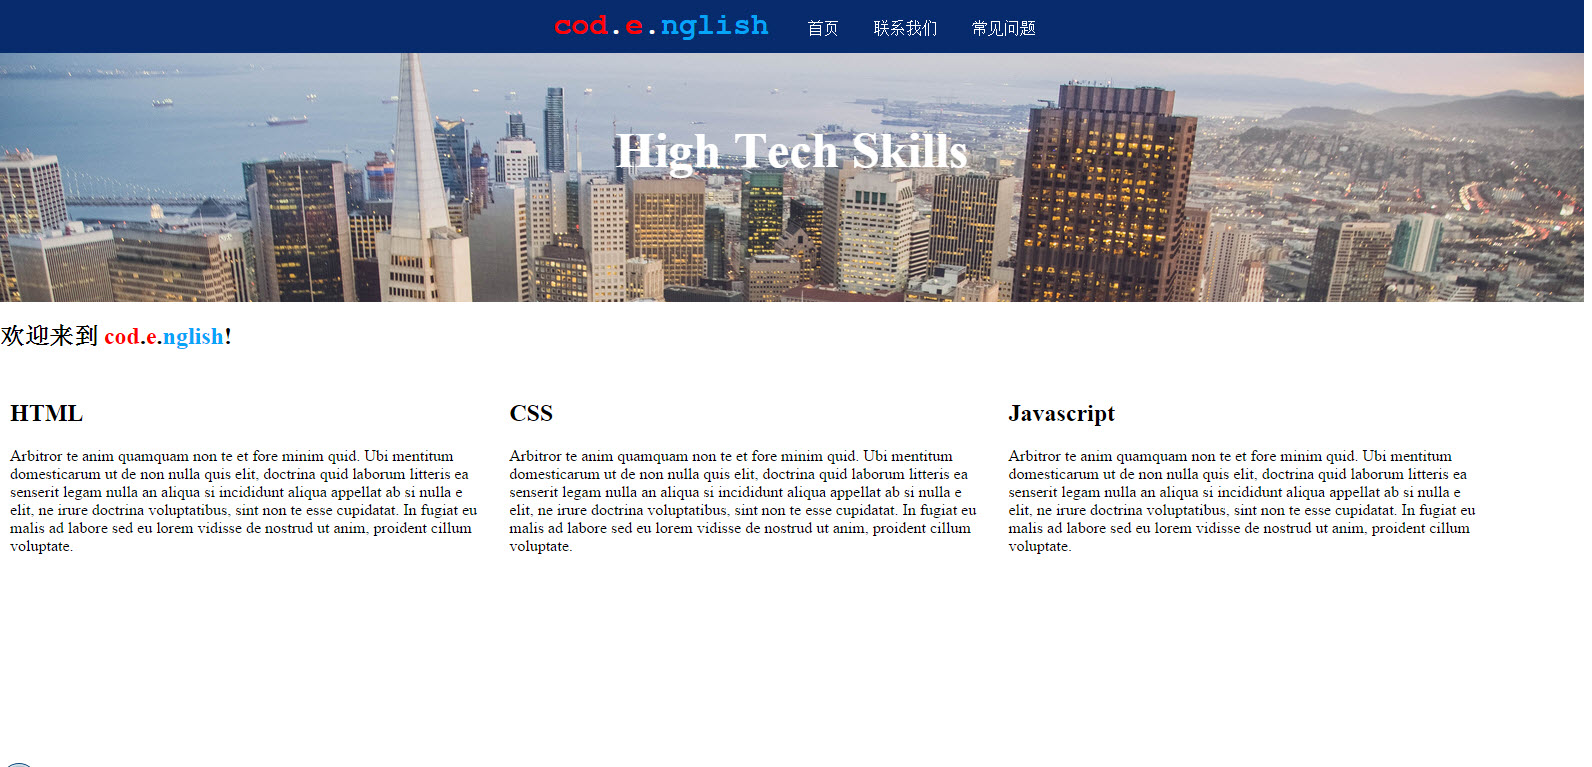 cod.e.nglish 首页 联系我们 常见问题
High Tech Skills
欢迎来到 cod.e.nglish!
HTML
Arbitror te anim quamquam non te et fore minim quid. Ubi mentitum
domesticarum ut de non nulla quis elit, doctrina quid laborum litteris ea
senserit legam nulla an aliqua si incididunt aliqua appellat ab si nulla e
elit, ne irure doctrina voluptatibus, sint non te esse cupidatat. In fugiat eu
malis ad labore sed eu lorem vidisse de nostrud ut anim, proident cillum
voluptate.
CSS
Arbitror te anim quamquam non te et fore minim quid. Ubi mentitum
domesticarum ut de non nulla quis elit, doctrina quid laborum litteris ea
senserit legam nulla an aliqua si incididunt aliqua appellat ab si nulla e
elit, ne irure doctrina voluptatibus, sint non te esse cupidatat. In fugiat eu
malis ad labore sed eu lorem vidisse de nostrud ut anim, proident cillum
voluptate.
Javascript
Arbitror te anim quamquam non te et fore minim quid. Ubi mentitum
domesticarum ut de non nulla quis elit, doctrina quid laborum litteris ea
senserit legam nulla an aliqua si incididunt aliqua appellat ab si nulla e
elit, ne irure doctrina voluptatibus, sint non te esse cupidatat. In fugiat eu
malis ad labore sed eu lorem vidisse de nostrud ut anim, proident cillum
voluptate.